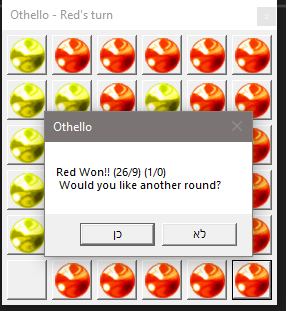 Othello - Red's turn
Othello
Red Won!! (26/9) (1/0)
Would you like another round?
כן
לא